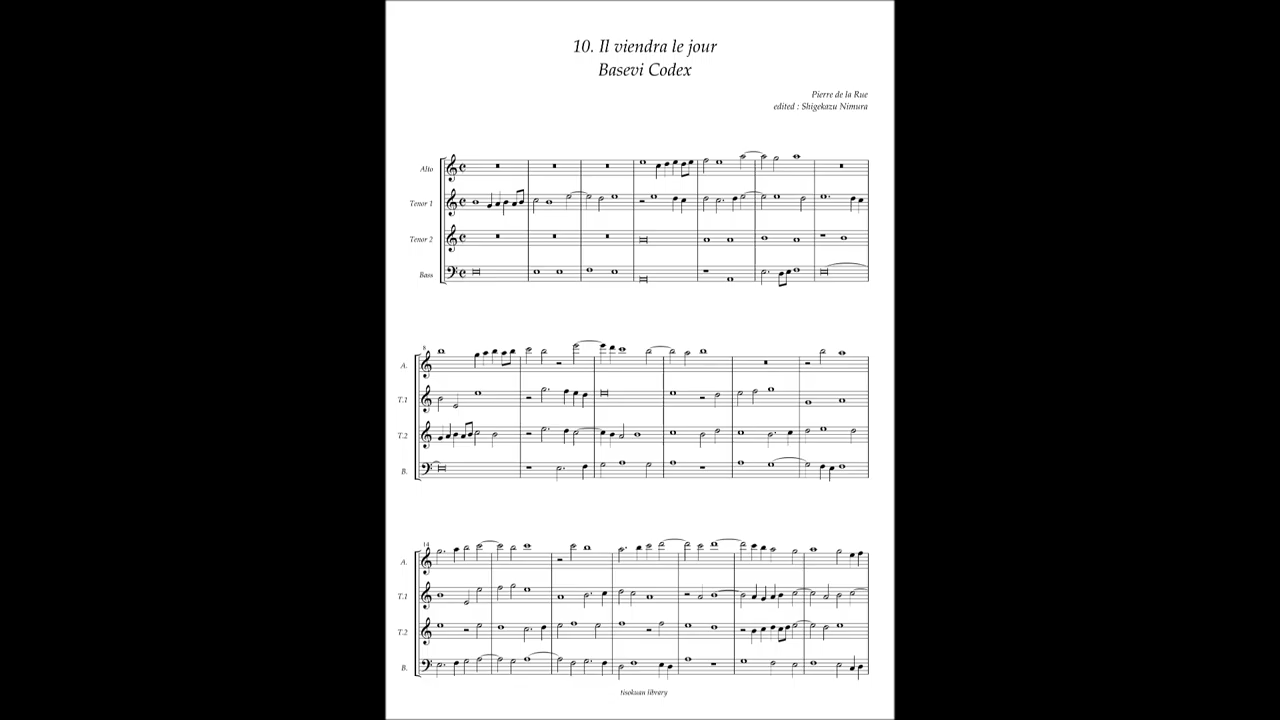 10. Il viendra le jour
Basevi Codex
Pierre de la Rue
edited : Shigekazu Nimura
Alto
Tenor 1
Tenor 2
Bass
8
A.
T.1
T.2
B.
14
A.
T.1
T.2
B.
tisokuan library